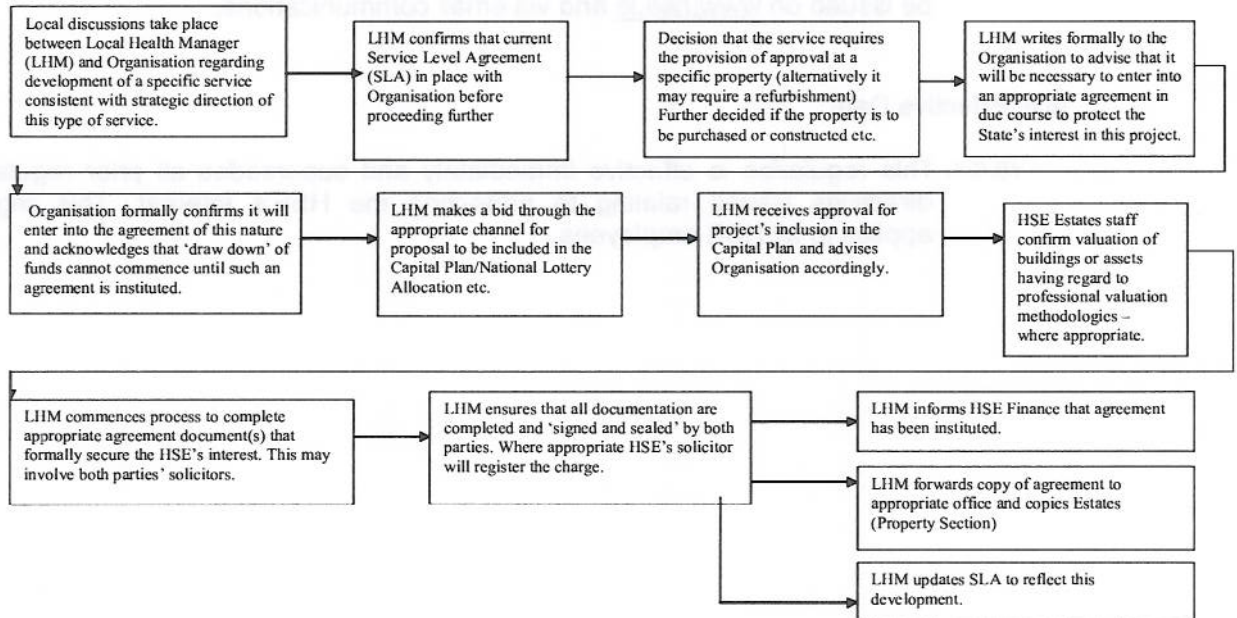 Local discussions take place
between Local Health Manager
(LHM) and Organisation regarding
development of a specific service
consistent with strategic direction of
this type of service.
LHM confirms that current
Service Level Agreement
(SLA) in place with
Organisation before
proceeding further
Decision that the service requires
the provision of approval at a
specific property (alternatively it
may require a refurbishment)
Further decided if the property is to
be purchased or constructed etc.
LHM writes formally to the
Organisation to advise that it
will be necessary to enter into
an appropriate agreement in
due course to protect the
State's interest in this project.
Organisation formally confirms it will
enter into the agreement of this nature
and acknowledges that 'draw down' of
funds cannot commence until such an
agreement is instituted.
LHM makes a bid through the
appropriate channel for
proposal to be included in the
Capital Plan/National Lottery
Allocation etc.
LHM receives approval for
project's inclusion in the
Capital Plan and advises
Organisation accordingly.
HSE Estates staff
confirm valuation of
buildings or assets
having regard to
professional valuation
methodologies –
where appropriate.
LHM commences process to complete
appropriate agreement document(s) that
formally secure the HSE's interest. This may
involve both parties' solicitors.
LHM ensures that all documentation are
completed and 'signed and sealed' by both
parties. Where appropriate HSE's solicitor
will register the charge.
LHM informs HSE Finance that agreement
has been instituted.
LHM forwards copy of agreement to
appropriate office and copies Estates
(Property Section)
LHM updates SLA to reflect this
development.